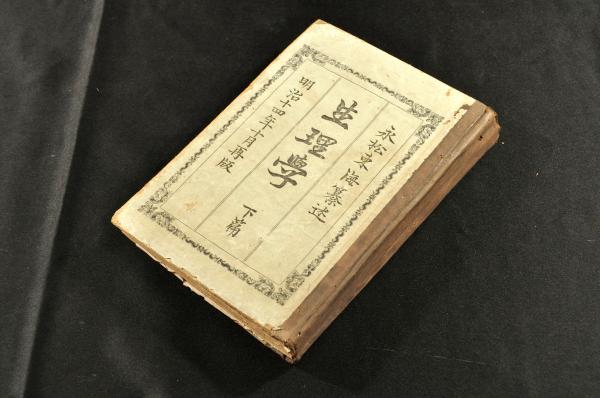 永松東海纂述
生理學 下篇
明治十四年十月再版